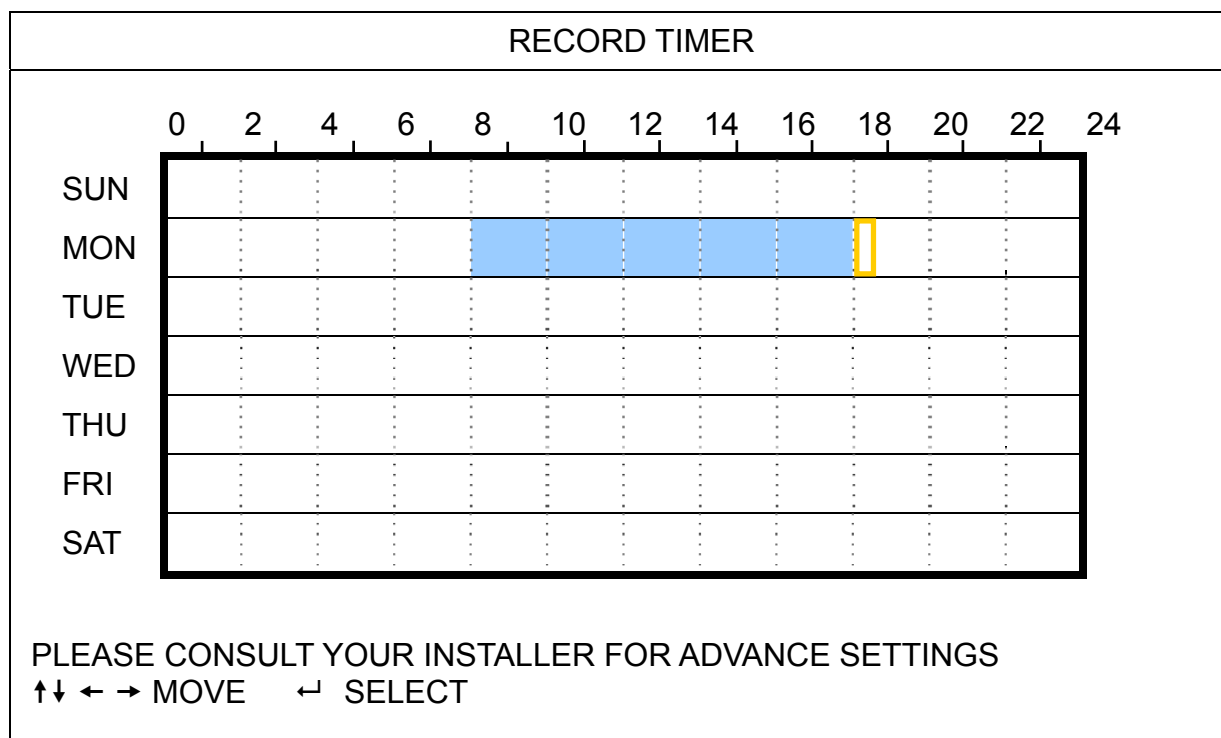 RECORD TIMER
0 2 4 6 8 10 12 14 16 18 20 22 24
SUN
MON
TUE
WED
THU
FRI
SAT
PLEASE CONSULT YOUR INSTALLER FOR ADVANCE SETTINGS
↑↓ ← → MOVE ↵ SELECT